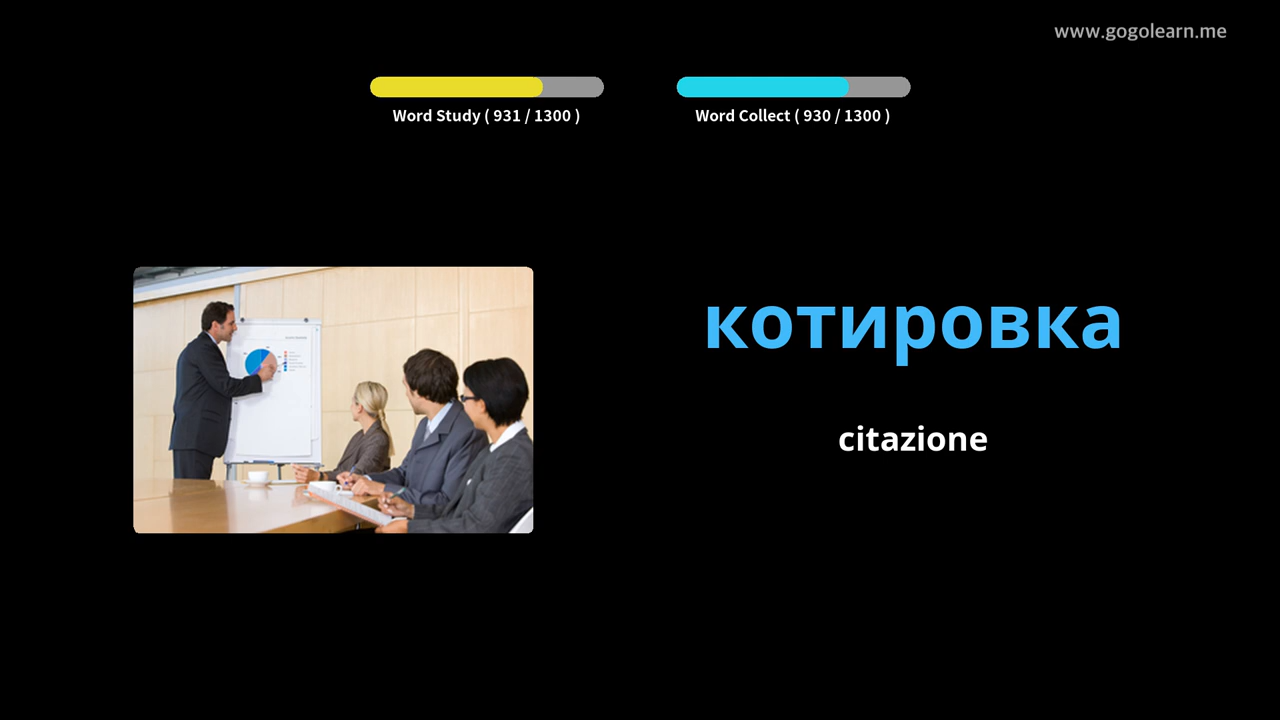 www.gogolearn.me
Word Study ( 931 / 1300 )
Word Collect ( 930 / 1300 )
котировка
citazione